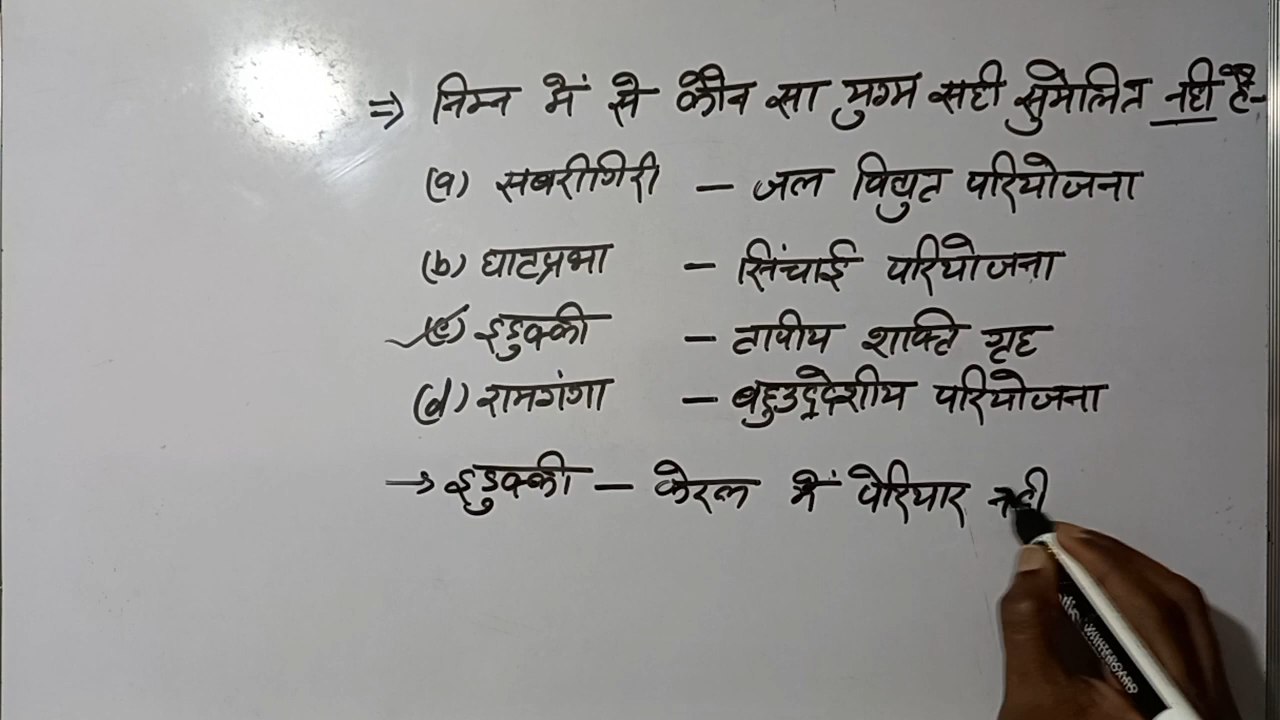 ⇒ निम्न में से कौन सा युग्म सही सुमेलित नहीं है-
(a) सबरीगिरी – जल विद्युत परियोजना
(b) घाटप्रभा – सिंचाई परियोजना
(c) इडुक्की – तापीय शक्ति गृह
(d) रामगंगा – बहुउद्देशीय परियोजना
→ इडुक्की – केरल में पेरियार नदी